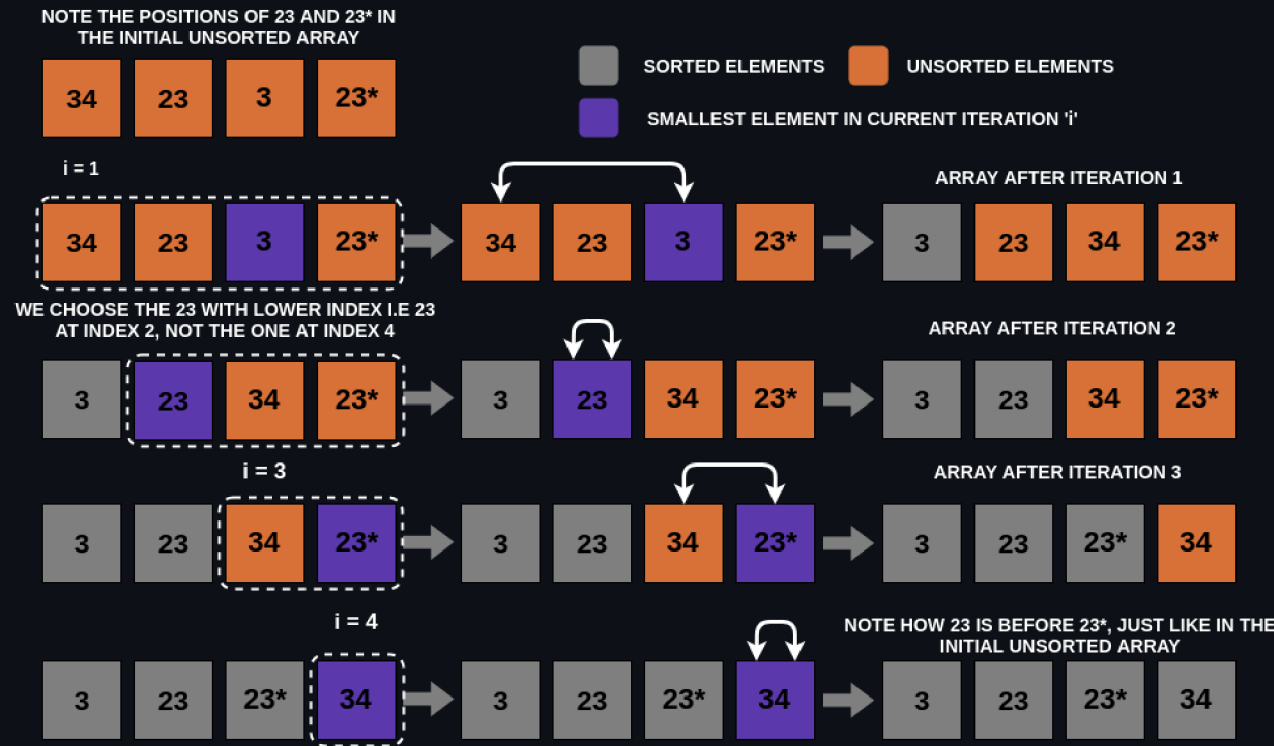 NOTE THE POSITIONS OF 23 AND 23* IN
THE INITIAL UNSORTED ARRAY
34 23 3 23*
SORTED ELEMENTS
UNSORTED ELEMENTS
SMALLEST ELEMENT IN CURRENT ITERATION 'i'
i = 1
ARRAY AFTER ITERATION 1
34 23 3 23* 34 23 3 23* 3 23 34 23*
WE CHOOSE THE 23 WITH LOWER INDEX I.E 23
AT INDEX 2, NOT THE ONE AT INDEX 4
ARRAY AFTER ITERATION 2
3 23 34 23* 3 23 34 23* 3 23 34 23*
i = 3
ARRAY AFTER ITERATION 3
3 23 34 23* 3 23 34 23* 3 23 23* 34
i = 4
NOTE HOW 23 IS BEFORE 23*, JUST LIKE IN THE
INITIAL UNSORTED ARRAY
3 23 23* 34 3 23 23* 34 3 23 23* 34